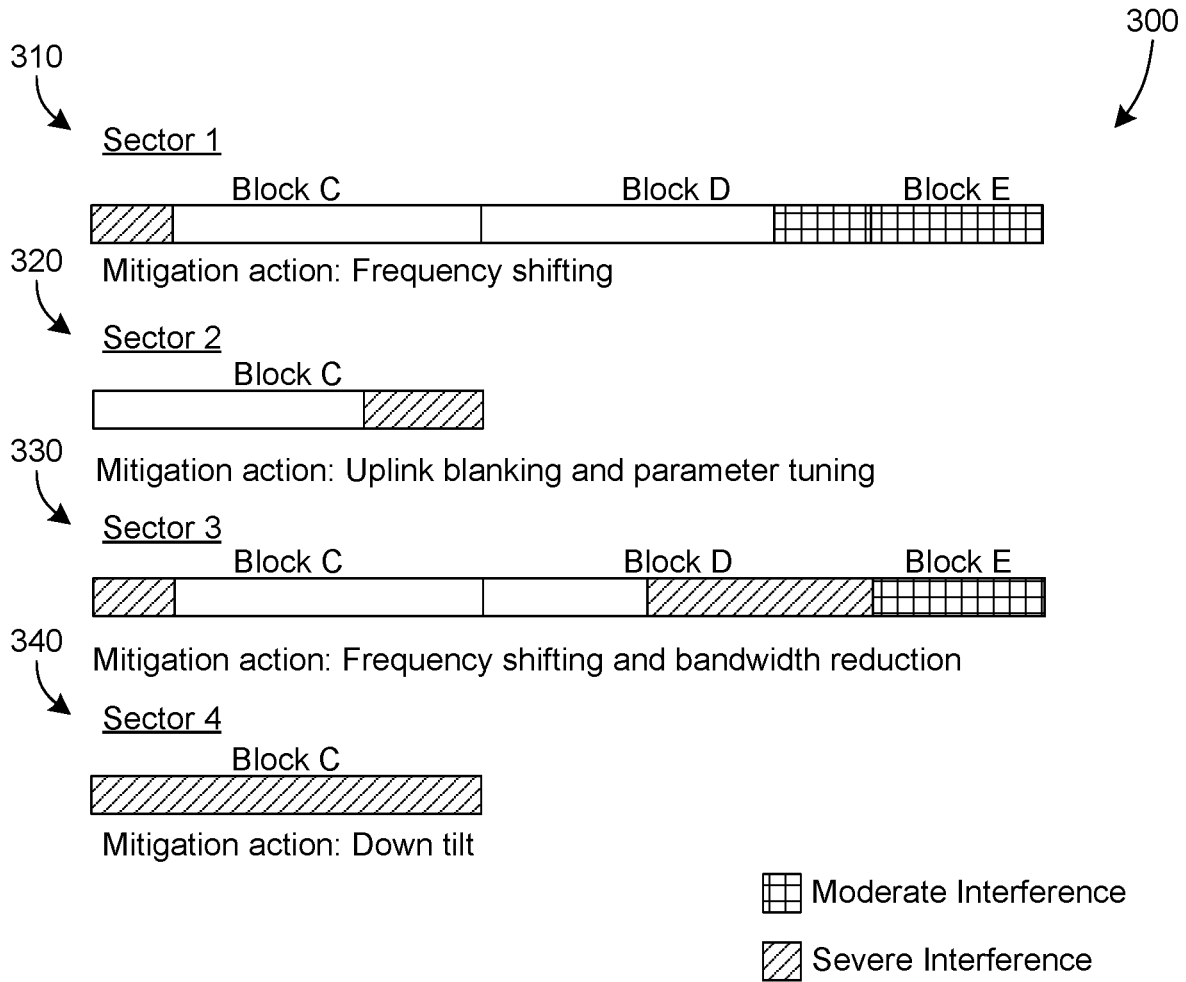 300
310
Sector 1
Block C Block D Block E
Mitigation action: Frequency shifting
320
Sector 2
Block C
Mitigation action: Uplink blanking and parameter tuning
330
Sector 3
Block C Block D Block E
Mitigation action: Frequency shifting and bandwidth reduction
340
Sector 4
Block C
Mitigation action: Down tilt
Moderate Interference
Severe Interference